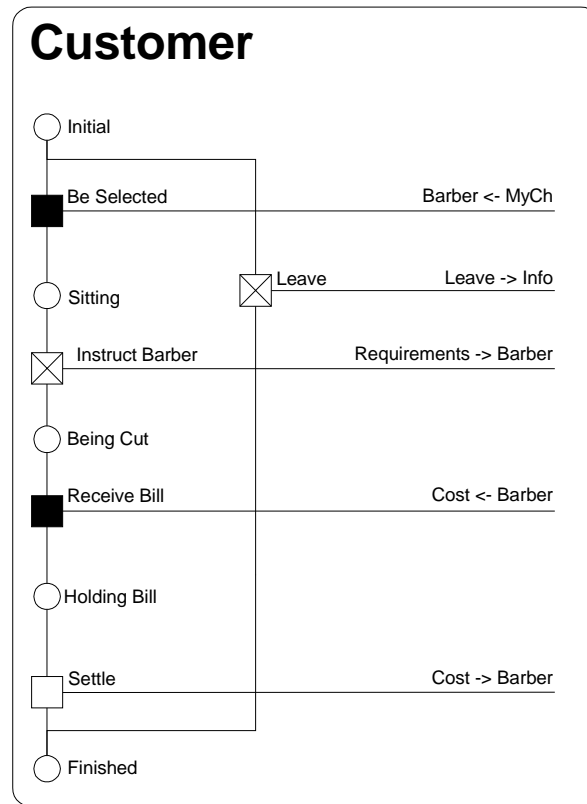 Customer
Initial
Be Selected Barber <- MyCh
Leave Leave -> Info
Sitting
Instruct Barber Requirements -> Barber
Being Cut
Receive Bill Cost <- Barber
Holding Bill
Settle Cost -> Barber
Finished